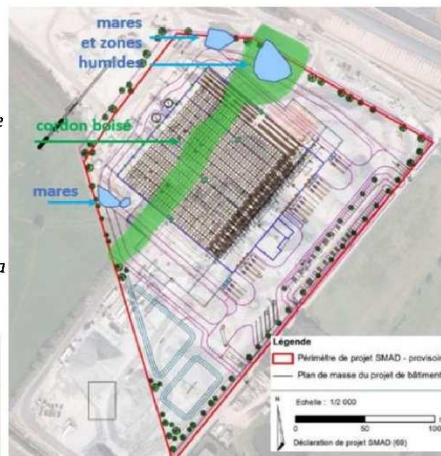 mares
et zones
humides
e
cordon boisé
mares
a
Légende
Périmètre de projet SMAD - provisoir
Plan de masse du projet de bâtiment
N
Echelle : 1/2 000
0 50 100
Déclaration de projet SMAD (69)